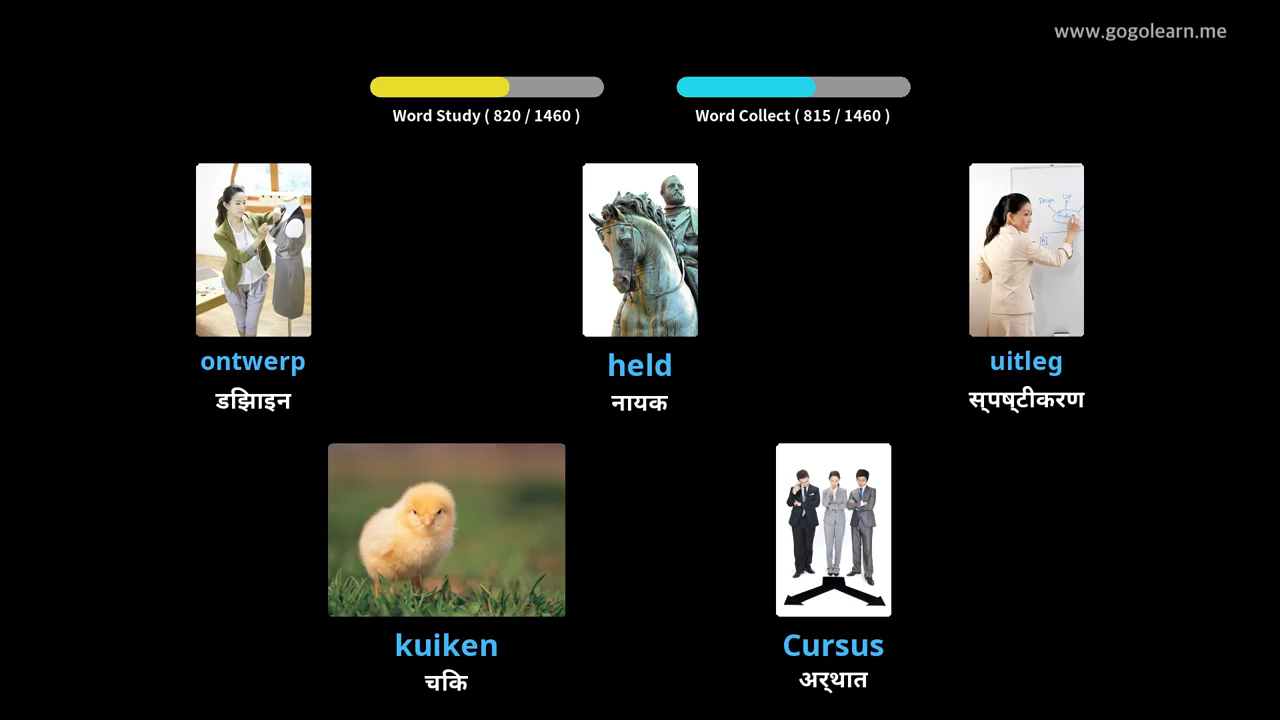 www.gogolearn.me
Word Study ( 820 / 1460 )
Word Collect ( 815 / 1460 )
ontwerp
डिझाइन
held
नायक
uitleg
स्पष्टीकरण
kuiken
चिक
Cursus
अर्थात